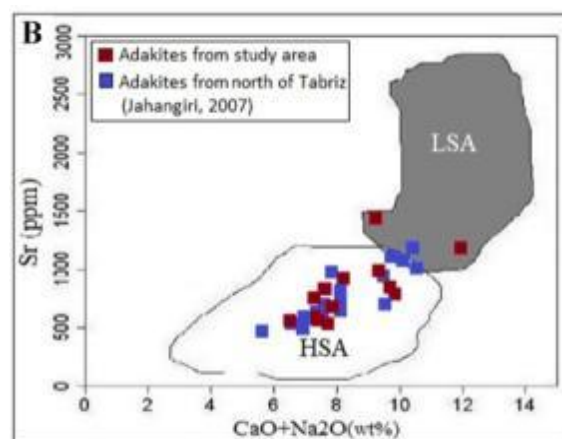 B
Adakites from study area
Adakites from north of Tabriz
(Jahangiri, 2007)
LSA
HSA
Sr (ppm)
3000
2500
2000
1500
1000
500
0
0
2
4
6
8
10
12
14
CaO+Na2O(wt%)